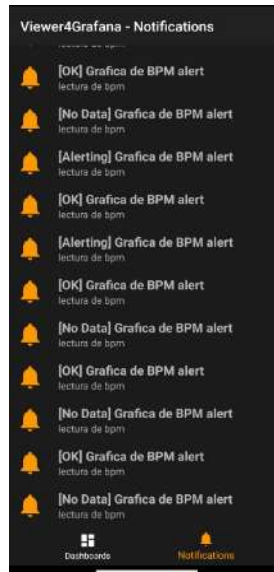 Viewer4Grafana - Notifications
lectura de bpm
[OK] Grafica de BPM alert
lectura de bpm
[No Data] Grafica de BPM alert
lectura de bpm
[Alerting] Grafica de BPM alert
lectura de bpm
[OK] Grafica de BPM alert
lectura de bpm
[Alerting] Grafica de BPM alert
lectura de bpm
[OK] Grafica de BPM alert
lectura de bpm
[No Data] Grafica de BPM alert
lectura de bpm
[OK] Grafica de BPM alert
lectura de bpm
[No Data] Grafica de BPM alert
lectura de bpm
[OK] Grafica de BPM alert
lectura de bpm
[No Data] Grafica de BPM alert
lectura de bpm
Dashboards
Notifications